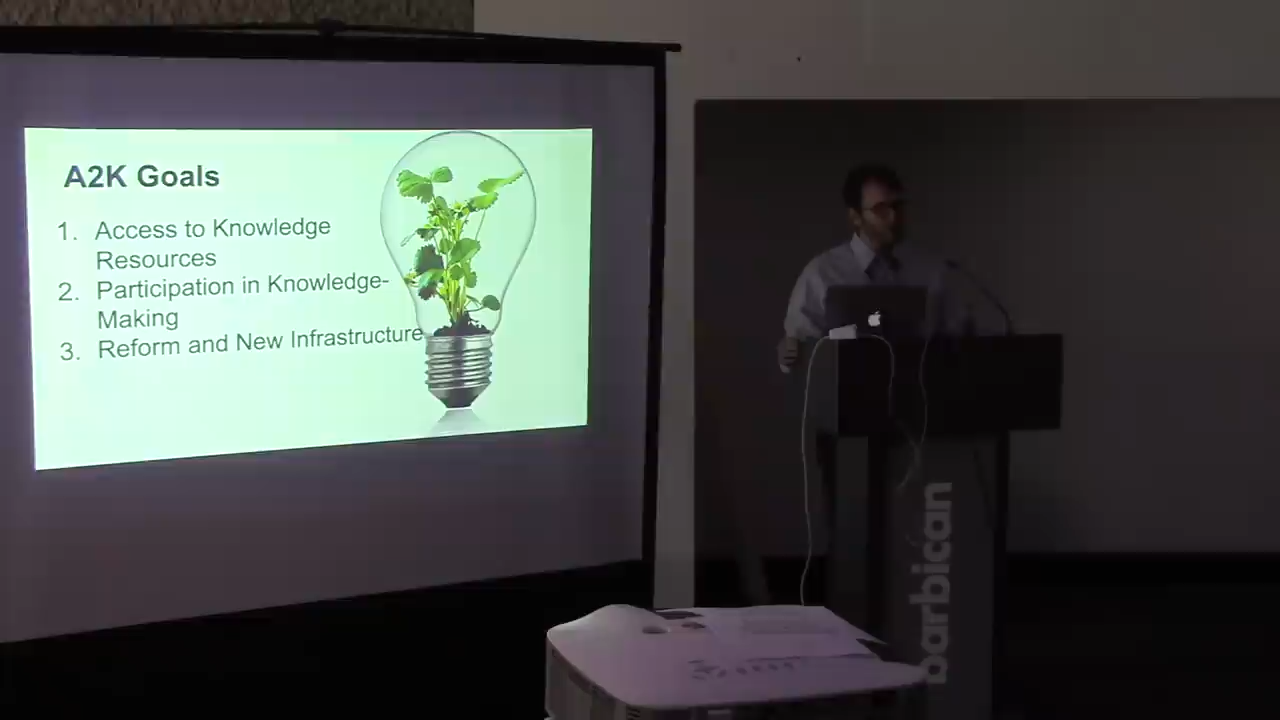 A2K Goals
1. Access to Knowledge
Resources
2. Participation in Knowledge-
Making
3. Reform and New Infrastructure
barbican